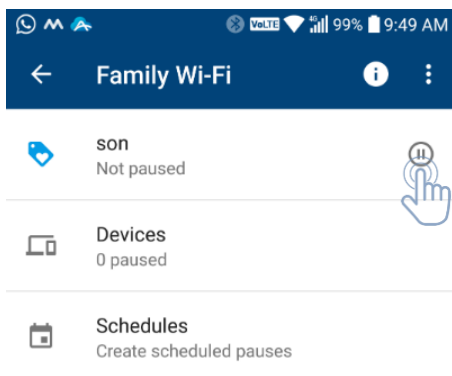 VoLTE 4G 99% 9:49 AM
Family Wi-Fi
son
Not paused
Devices
0 paused
Schedules
Create scheduled pauses